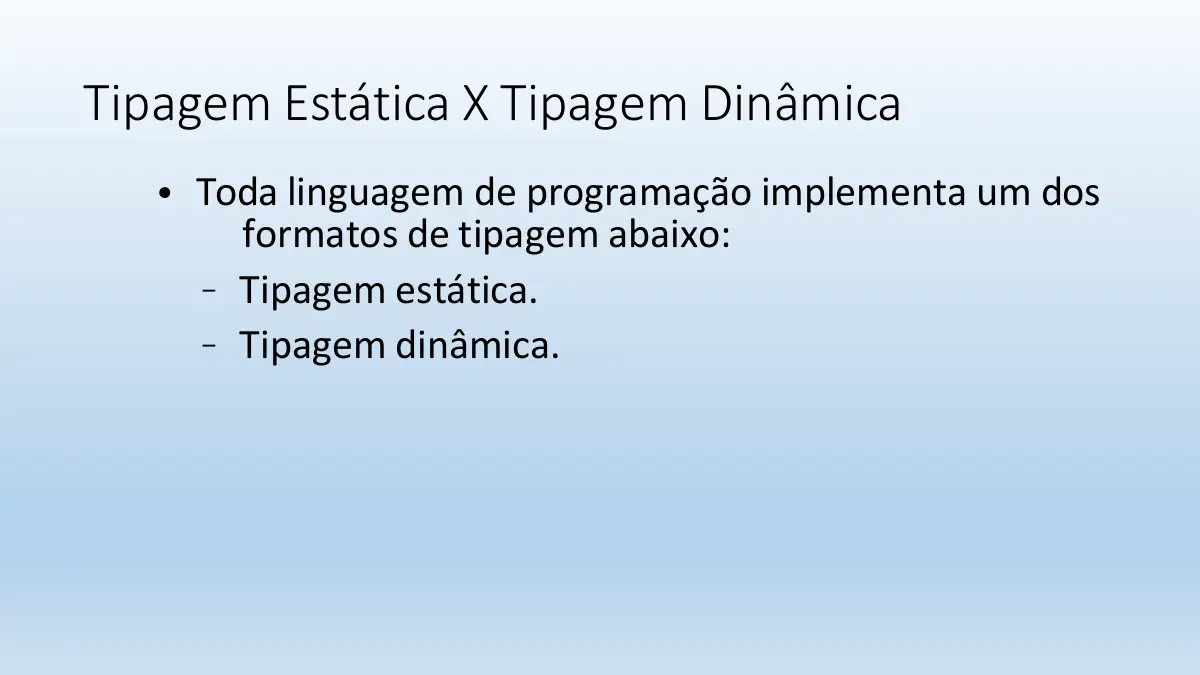 Tipagem Estática X Tipagem Dinâmica
• Toda linguagem de programação implementa um dos
formatos de tipagem abaixo:
– Tipagem estática.
– Tipagem dinâmica.